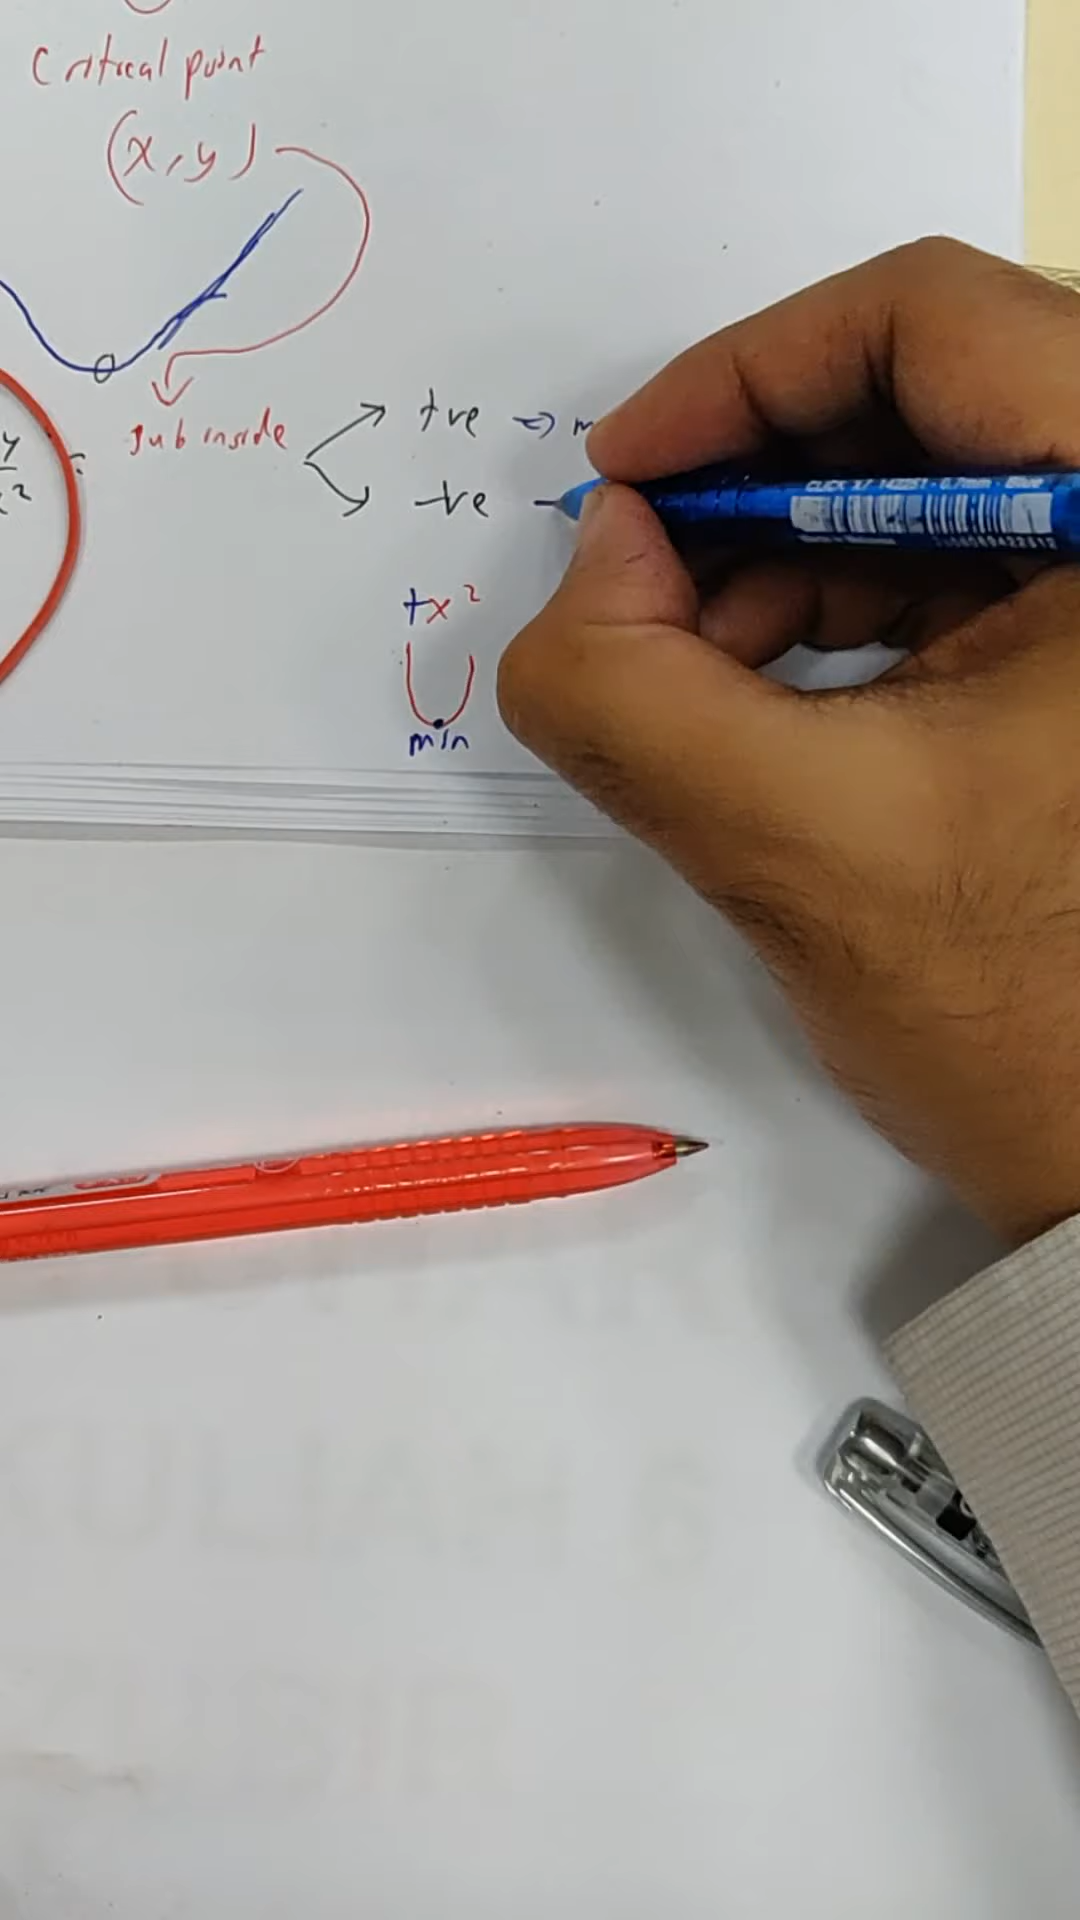 Critical point
(x, y)
sub inside
+ve ⇒
-ve
+x²
min